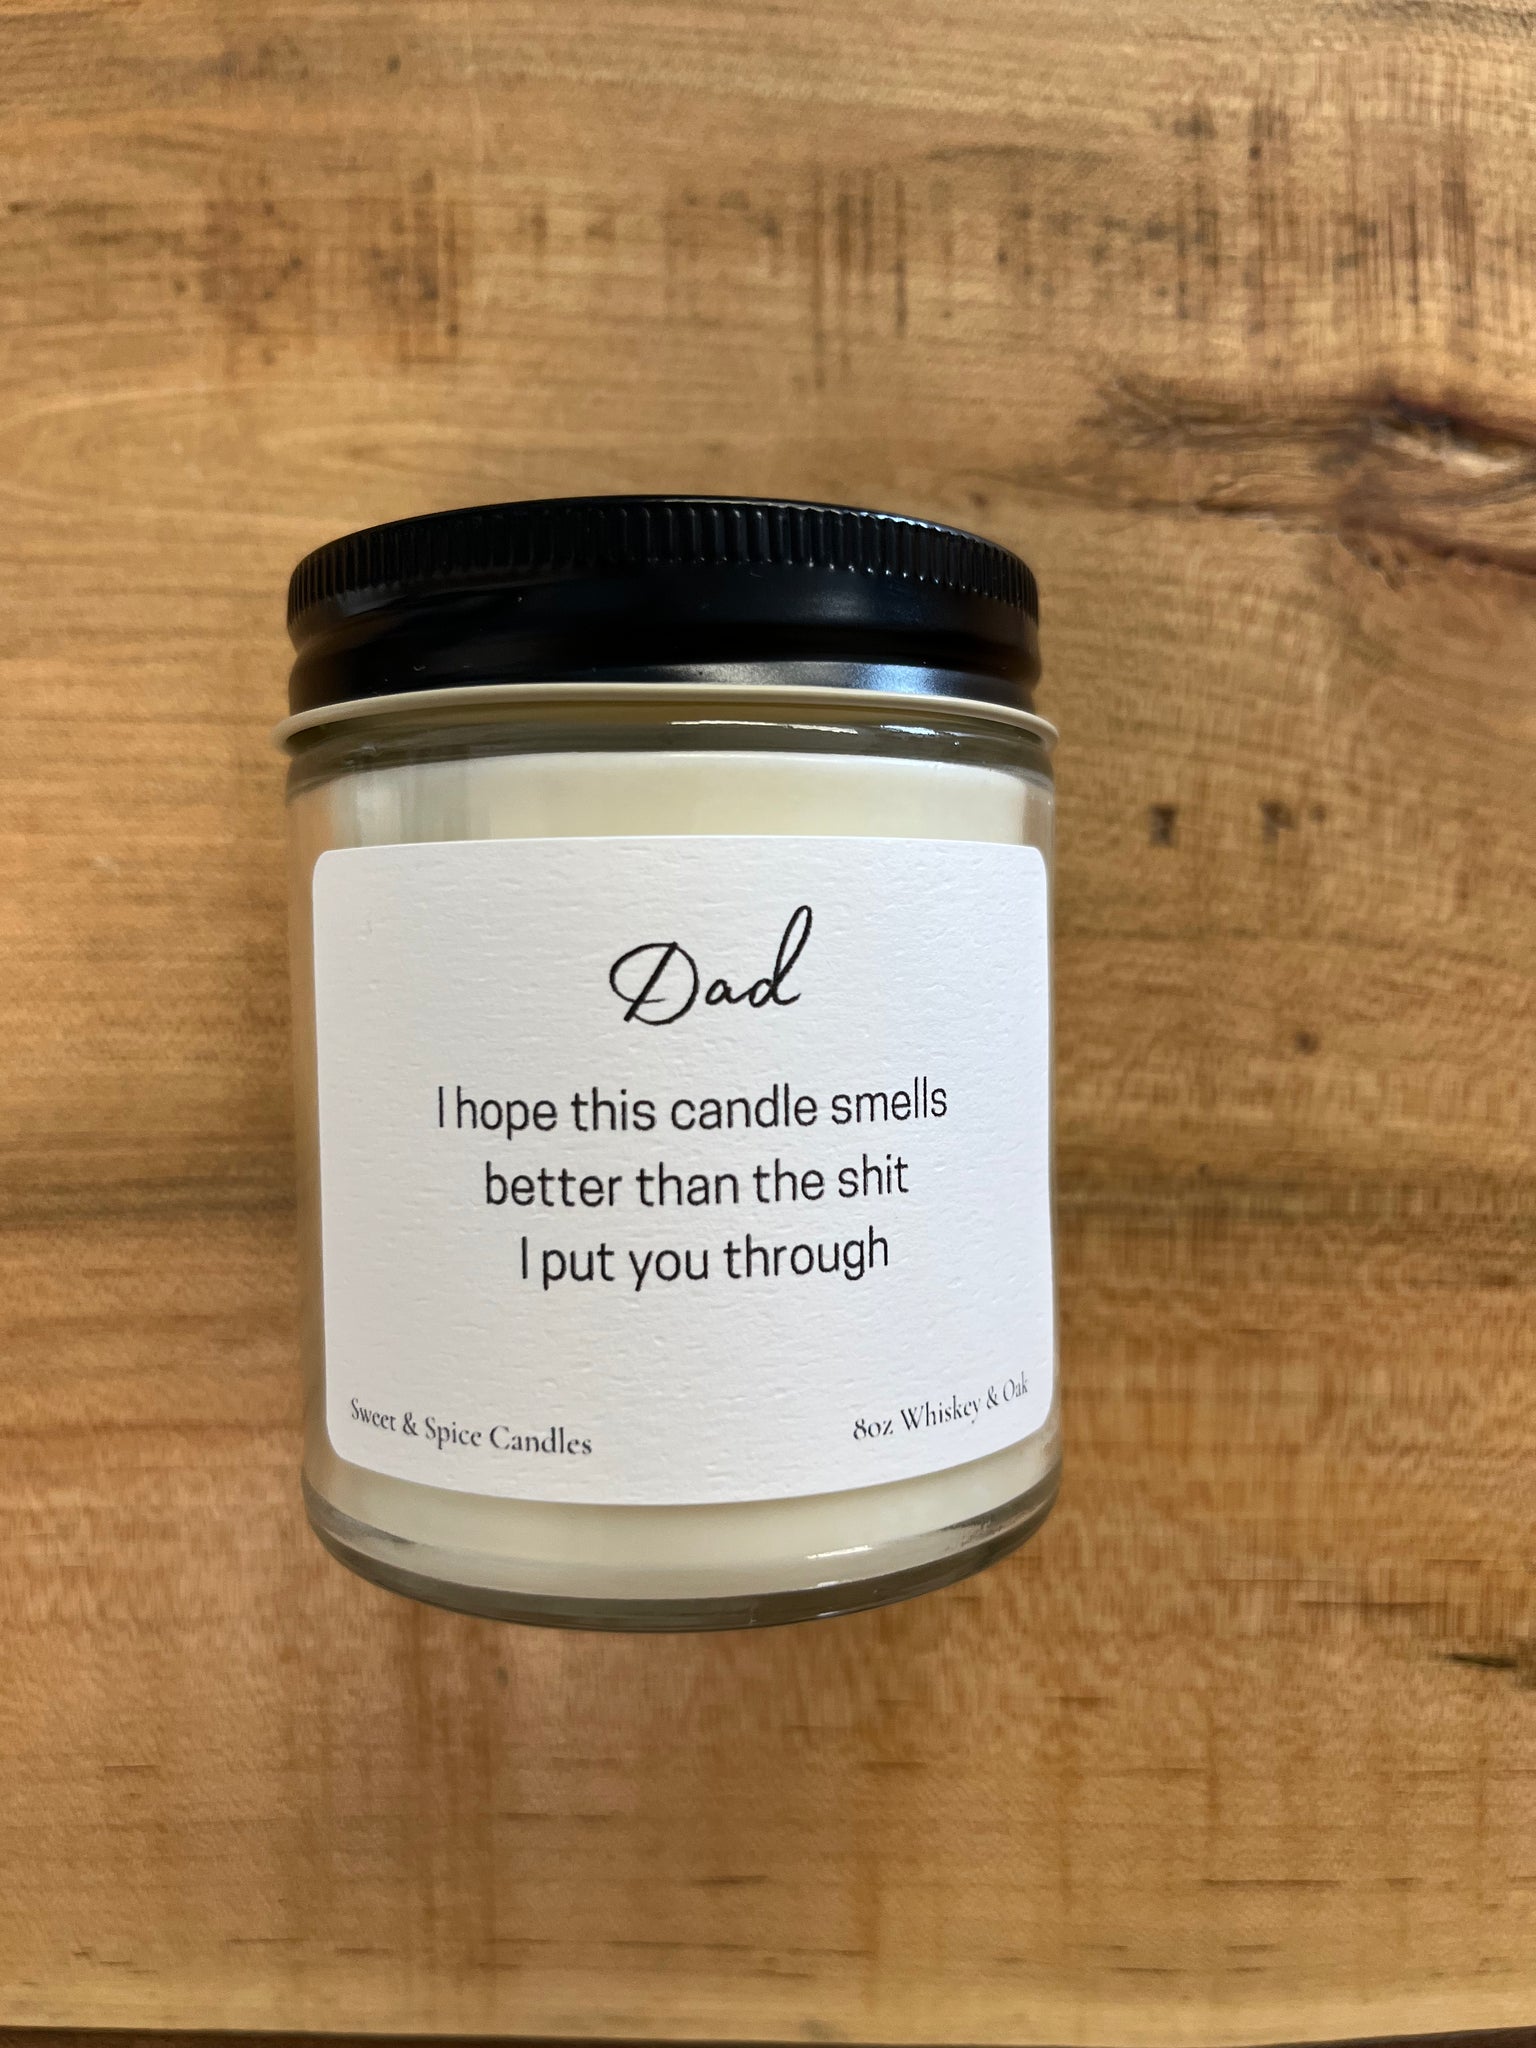 Dad
I hope this candle smells
better than the shit
I put you through
Sweet & Spice Candles
8oz Whiskey & Oak